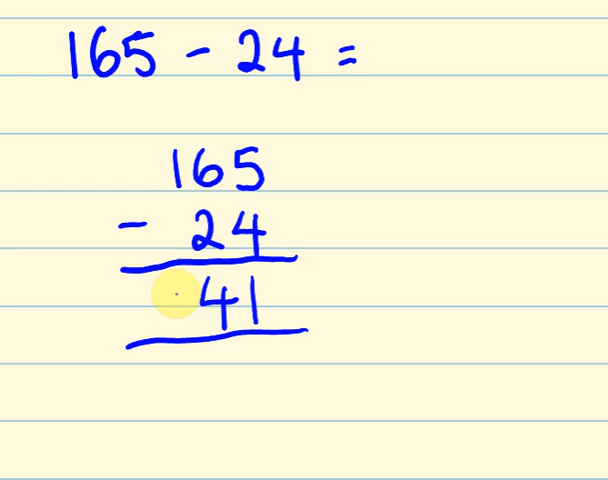 165 - 24 =
165
- 24
41